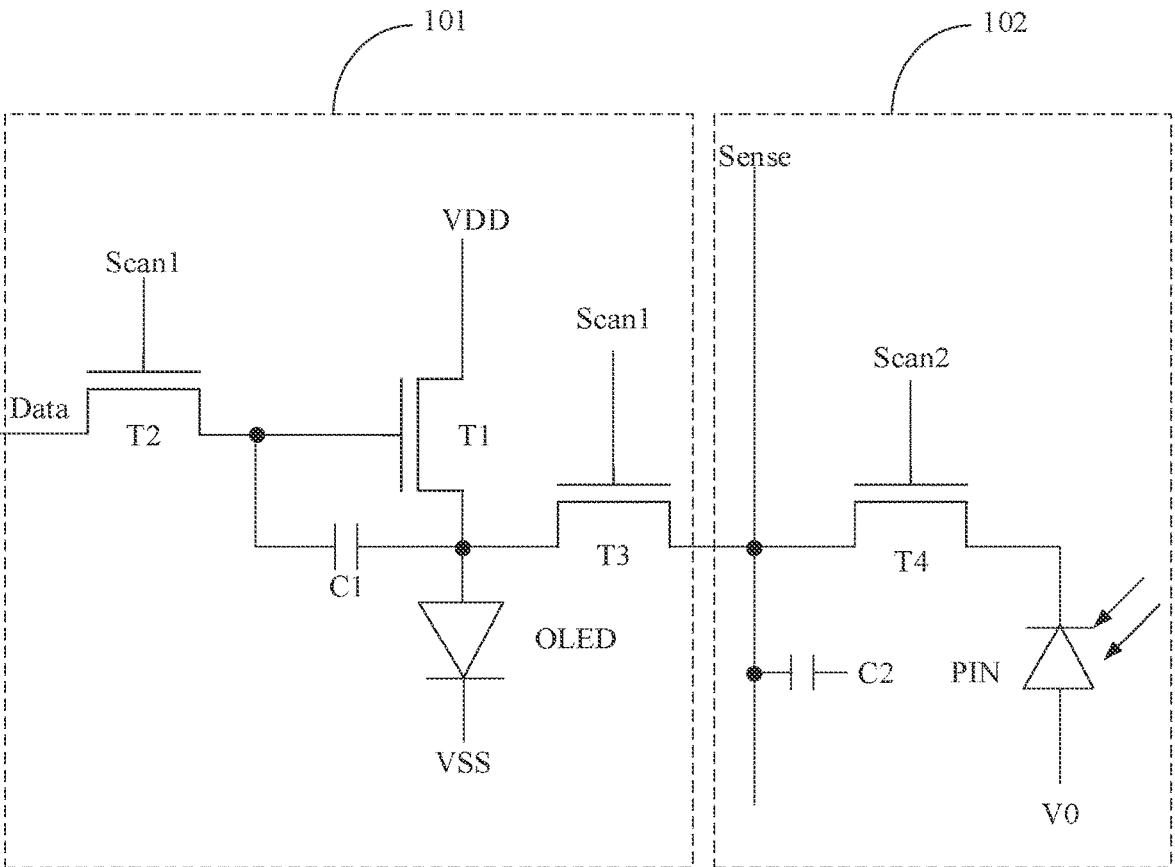 101
102
Sense
VDD
Scan1
Scan1
Scan2
Data
T2
T1
T3
T4
C1
OLED
C2
PIN
VSS
V0